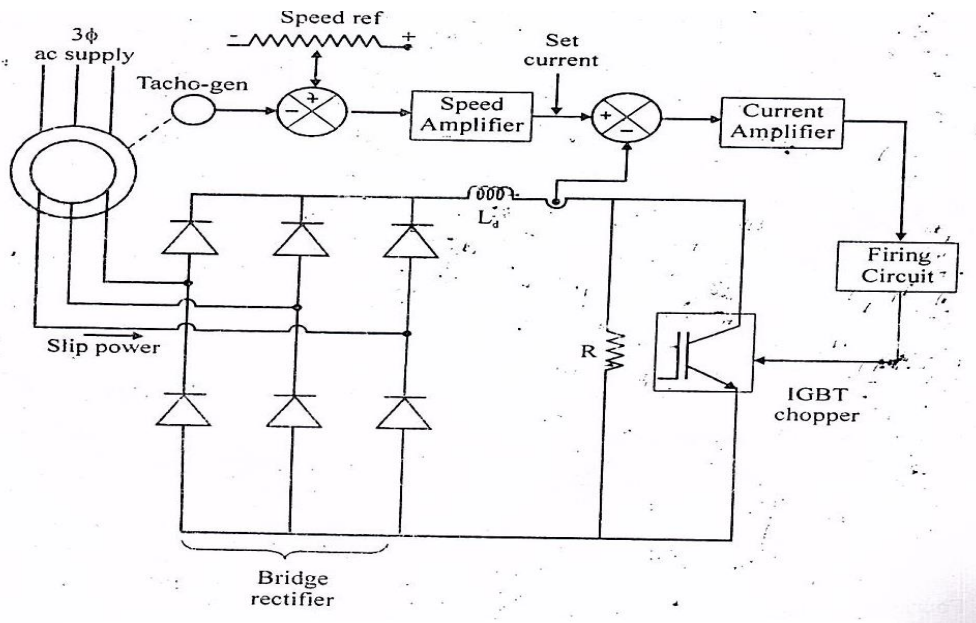 Speed ref
- +
3ϕ
ac supply
Tacho-gen
+
-
Speed
Amplifier
Set
current
+
-
Current
Amplifier
L_d
Firing
Circuit
Slip power
R
IGBT
chopper
Bridge
rectifier